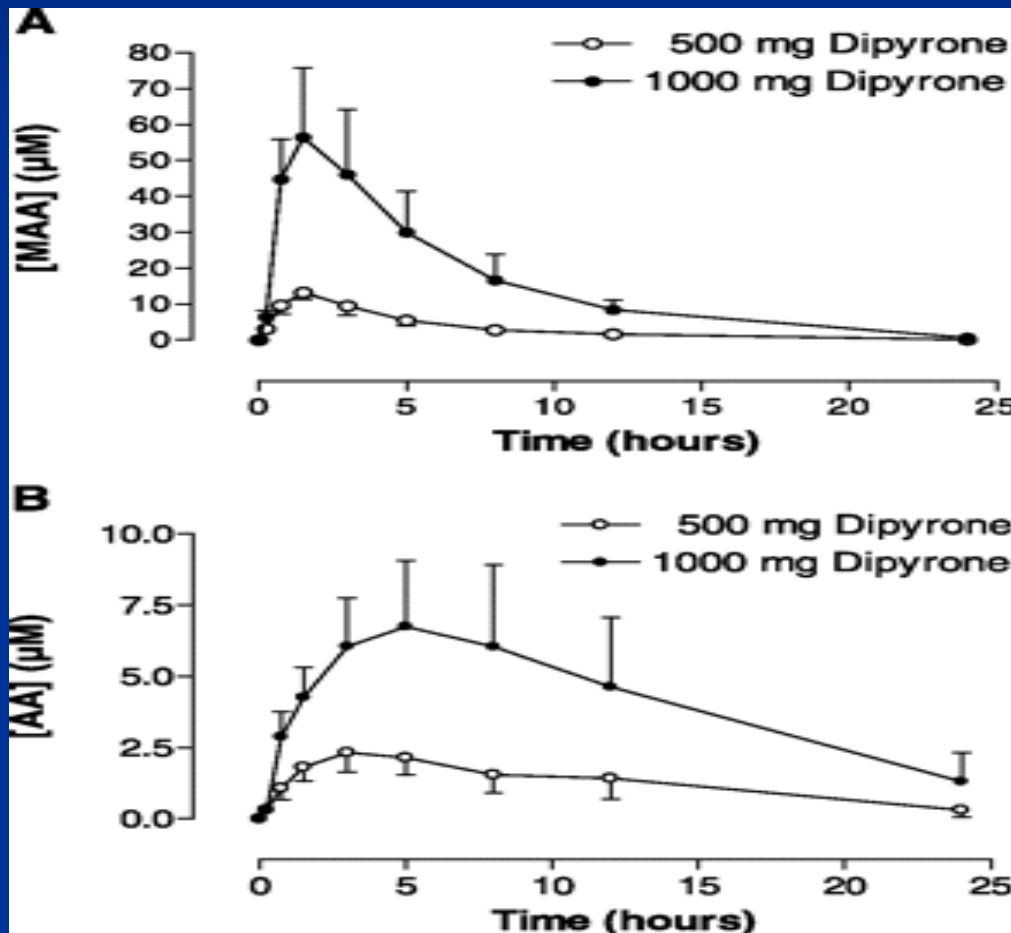 A
500 mg Dipyrone
1000 mg Dipyrone
80
70
60
50
40
30
20
10
0
[MAA] (µM)
0 5 10 15 20 25
Time (hours)
B
500 mg Dipyrone
1000 mg Dipyrone
10.0
7.5
5.0
2.5
0.0
[AA] (µM)
0 5 10 15 20 25
Time (hours)